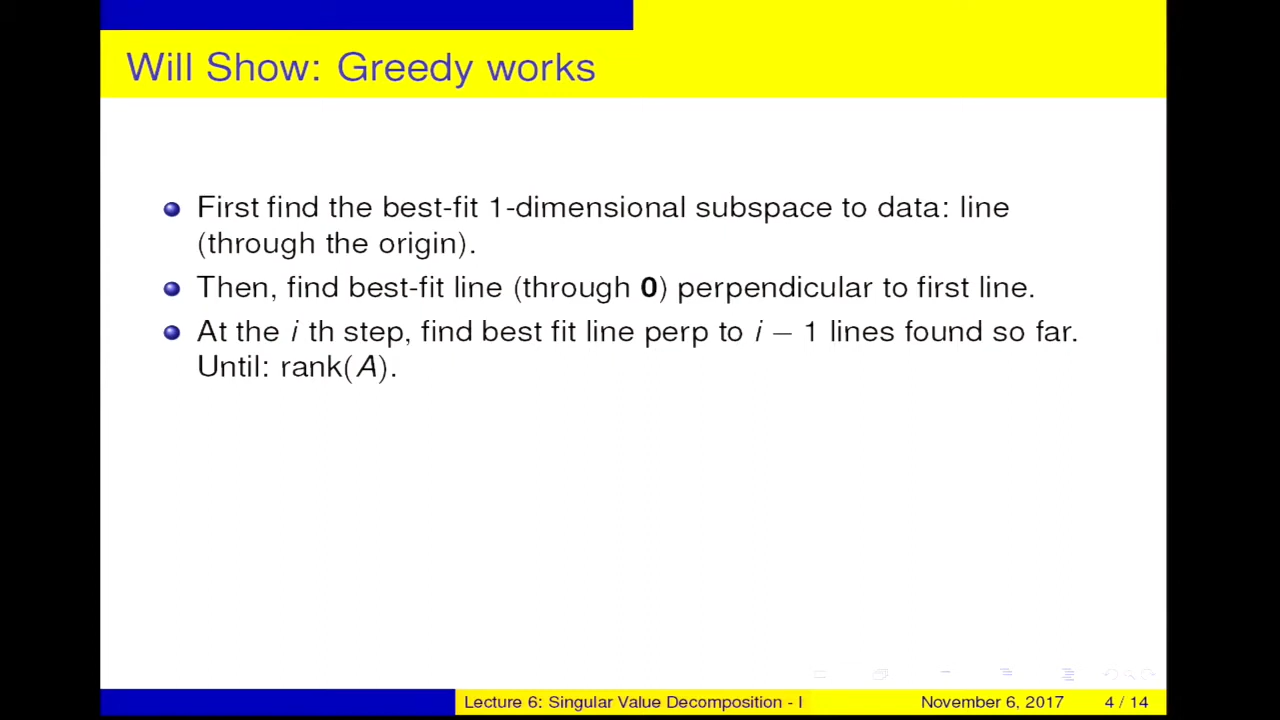 Will Show: Greedy works
First find the best-fit 1-dimensional subspace to data: line
(through the origin).
Then, find best-fit line (through 0) perpendicular to first line.
At the i th step, find best fit line perp to i − 1 lines found so far.
Until: rank(A).
Lecture 6: Singular Value Decomposition - I November 6, 2017 4 / 14